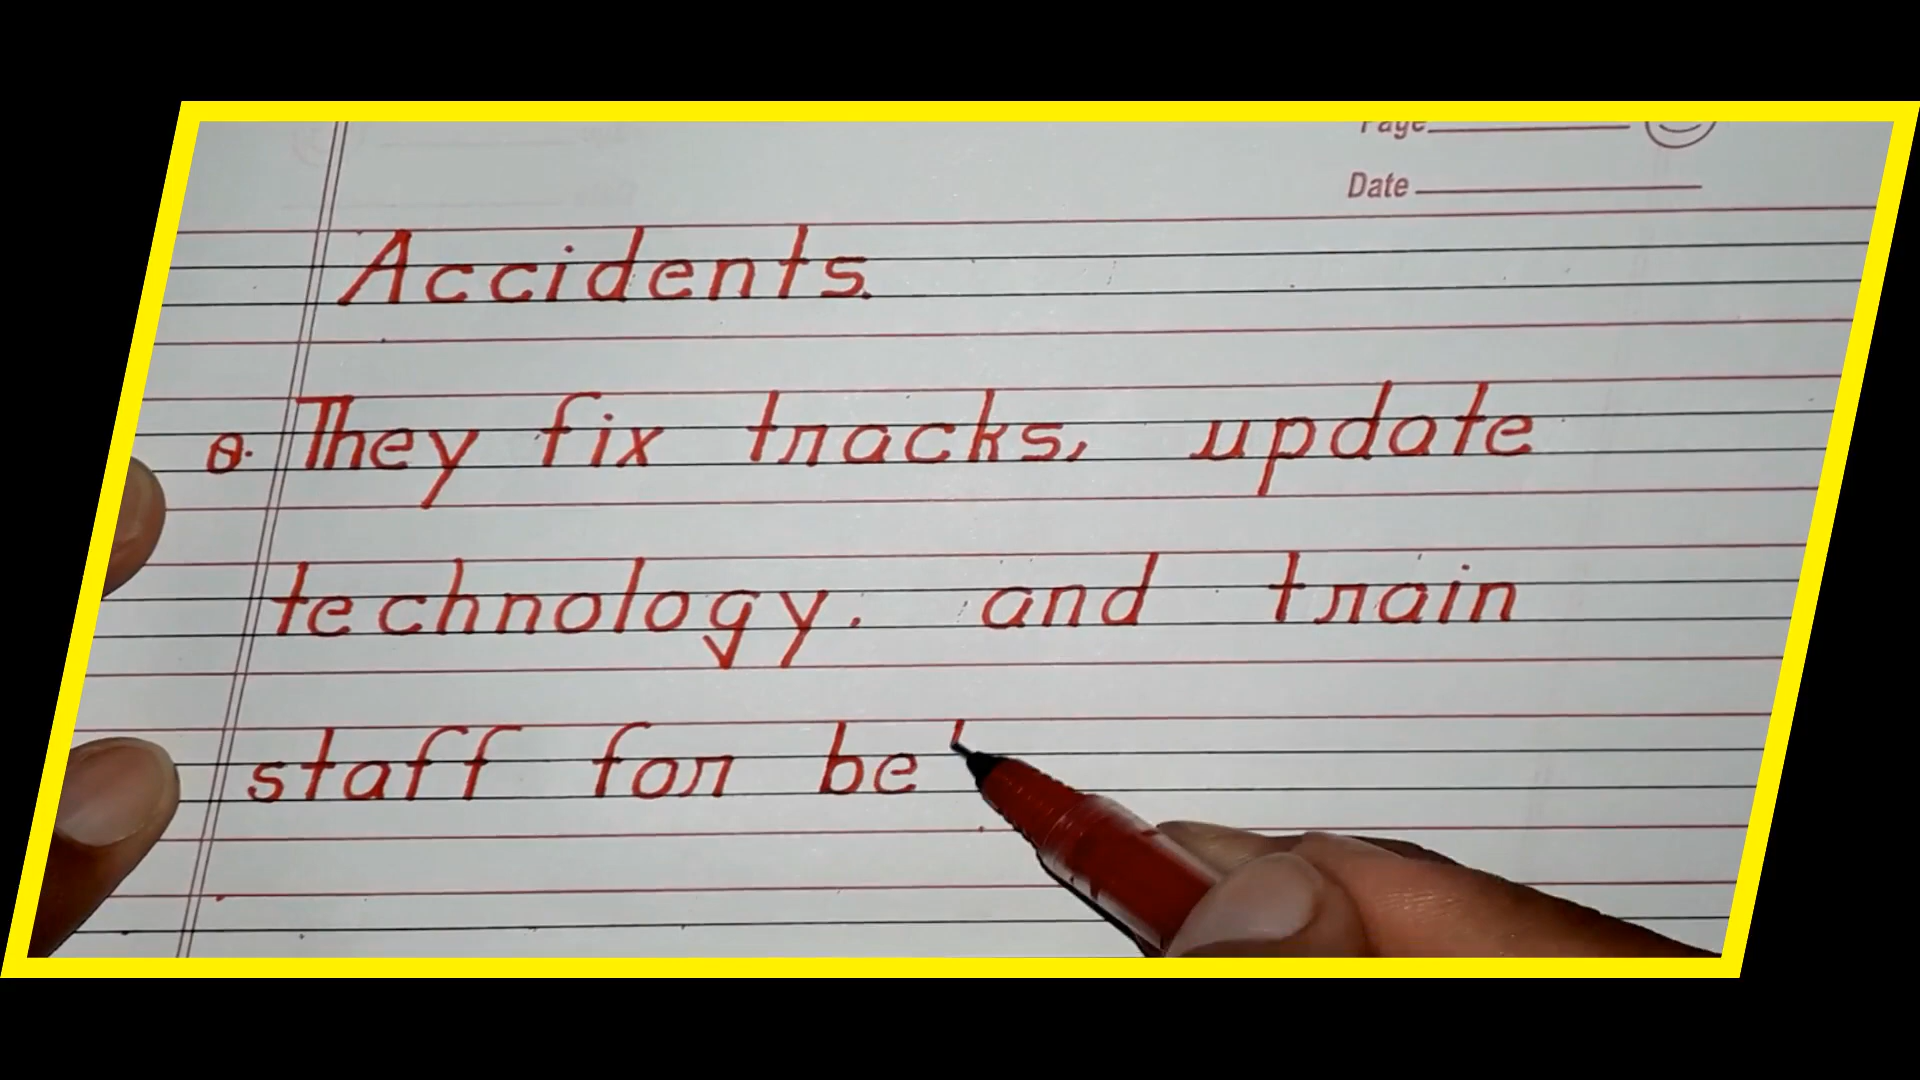 Page
Date
Accidents.
8. They fix tracks, update
technology. and train
staff for be